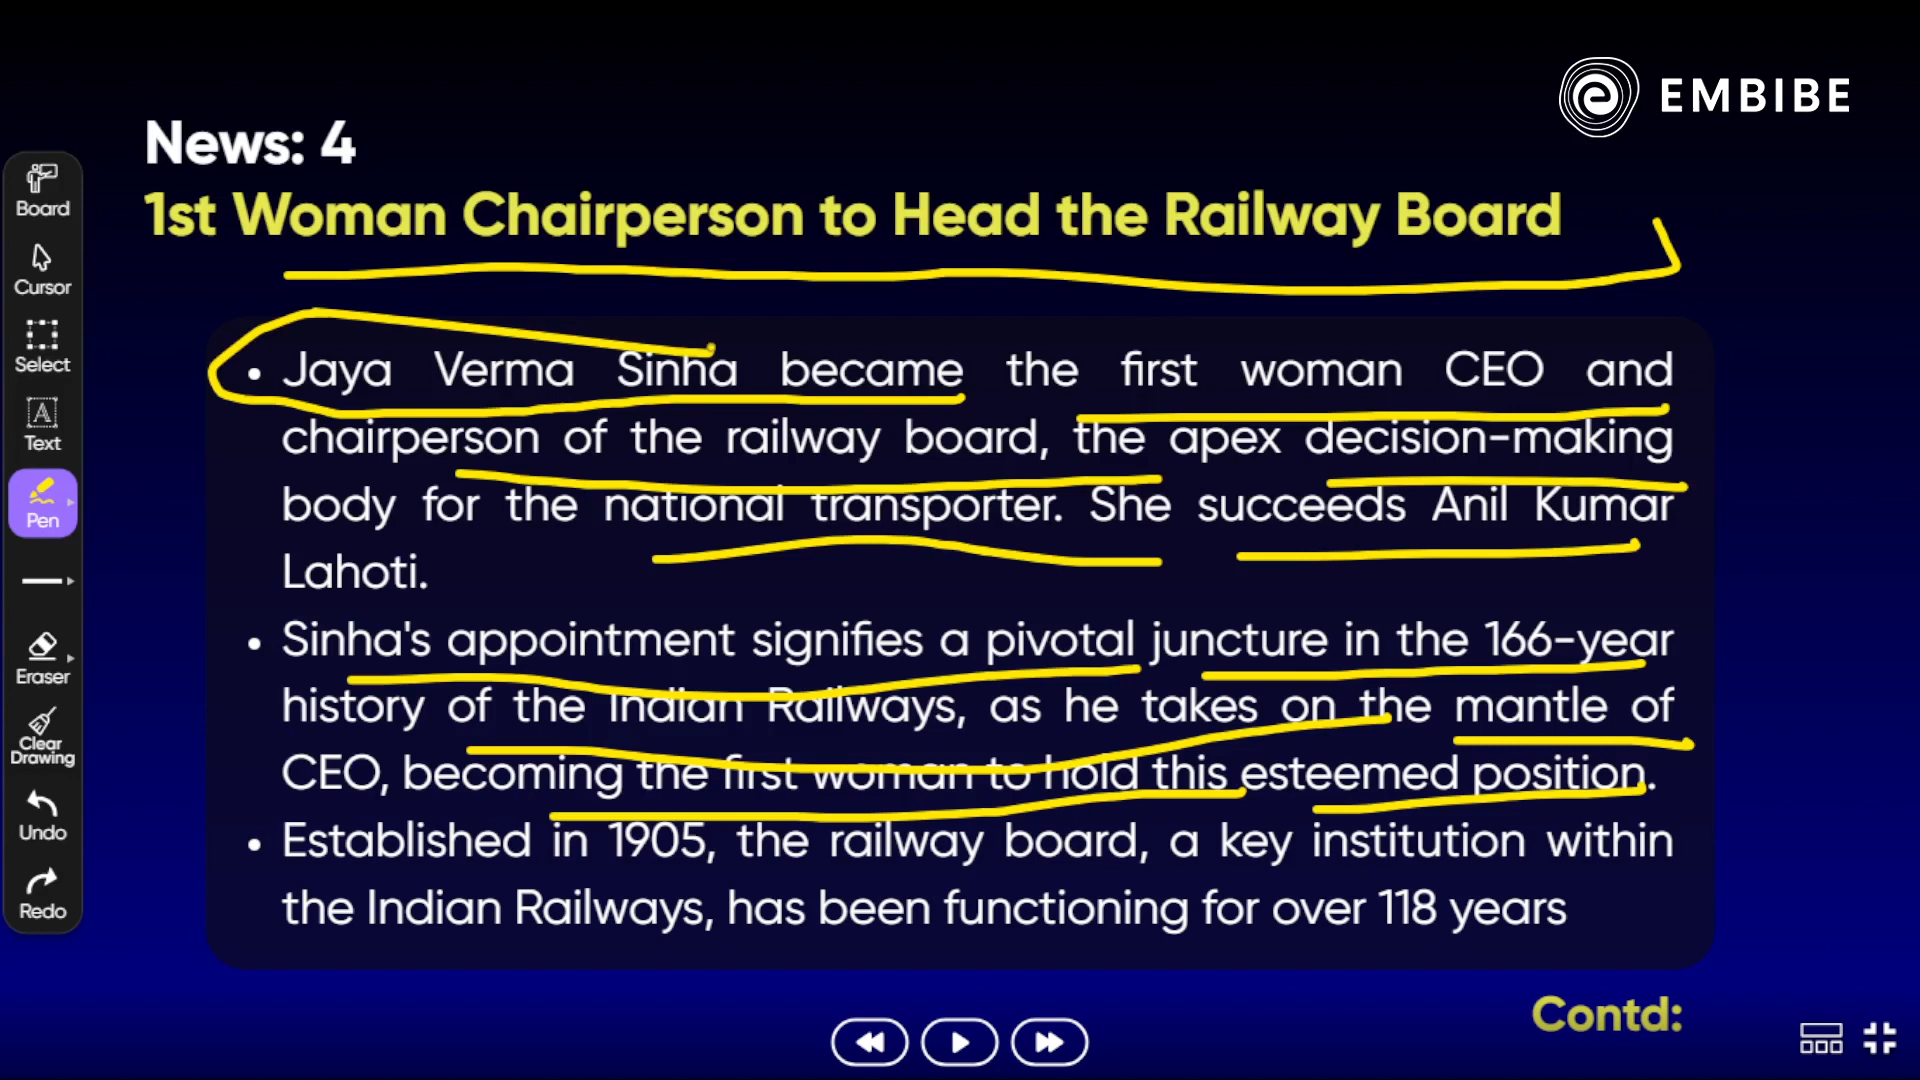 EMBIBE
News: 4
1st Woman Chairperson to Head the Railway Board
Board
Cursor
Select
Text
Pen
Eraser
Clear
Drawing
Undo
Redo
• Jaya Verma Sinha became the first woman CEO and
chairperson of the railway board, the apex decision-making
body for the national transporter. She succeeds Anil Kumar
Lahoti.
• Sinha's appointment signifies a pivotal juncture in the 166-year
history of the Indian Railways, as he takes on the mantle of
CEO, becoming the first woman to hold this esteemed position.
• Established in 1905, the railway board, a key institution within
the Indian Railways, has been functioning for over 118 years
Contd: